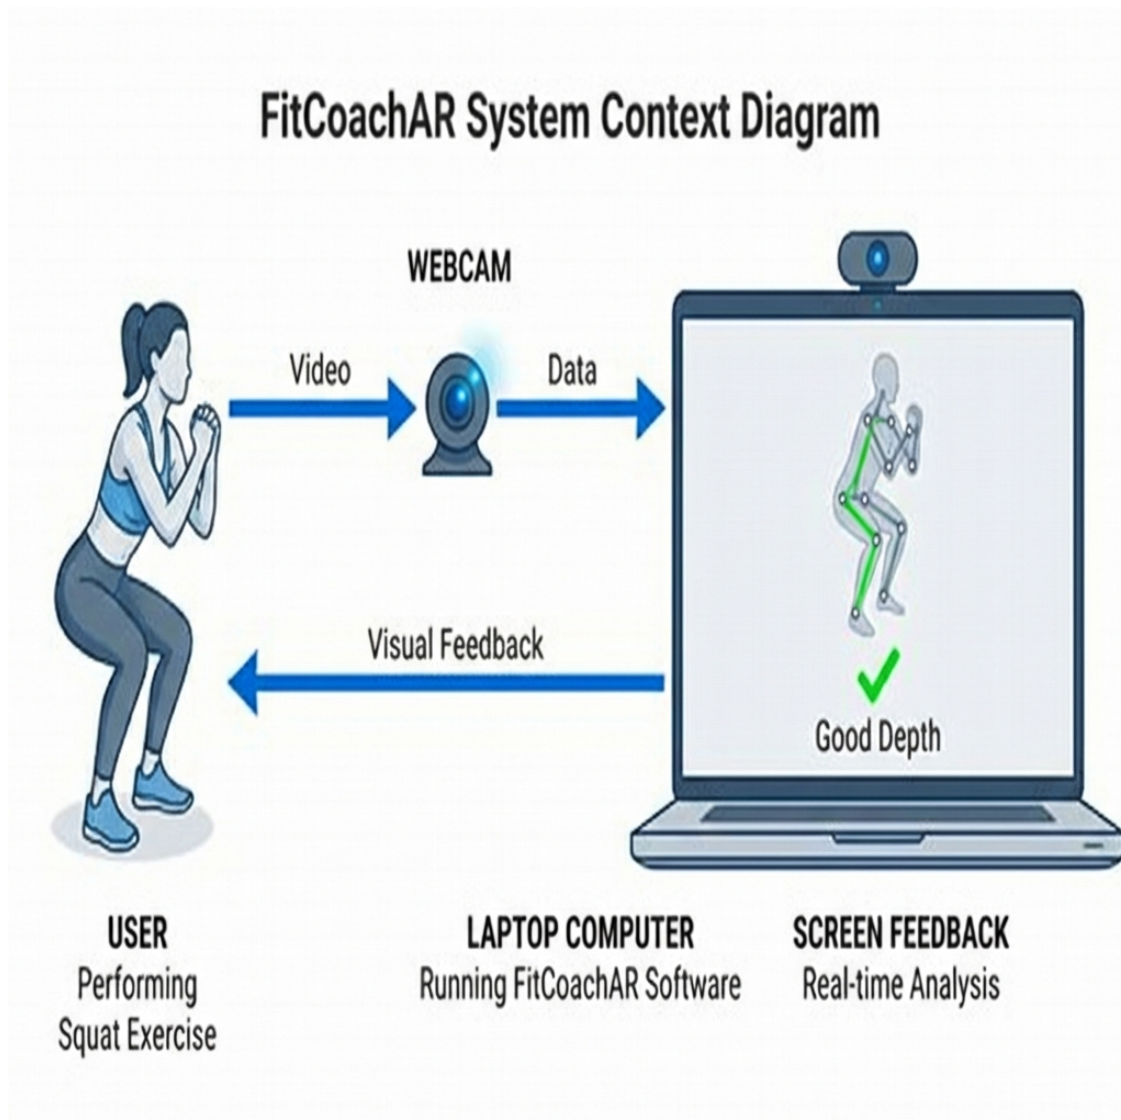 FitCoachAR System Context Diagram
WEBCAM
Video
Data
Visual Feedback
Good Depth
USER
Performing
Squat Exercise
LAPTOP COMPUTER
Running FitCoachAR Software
SCREEN FEEDBACK
Real-time Analysis